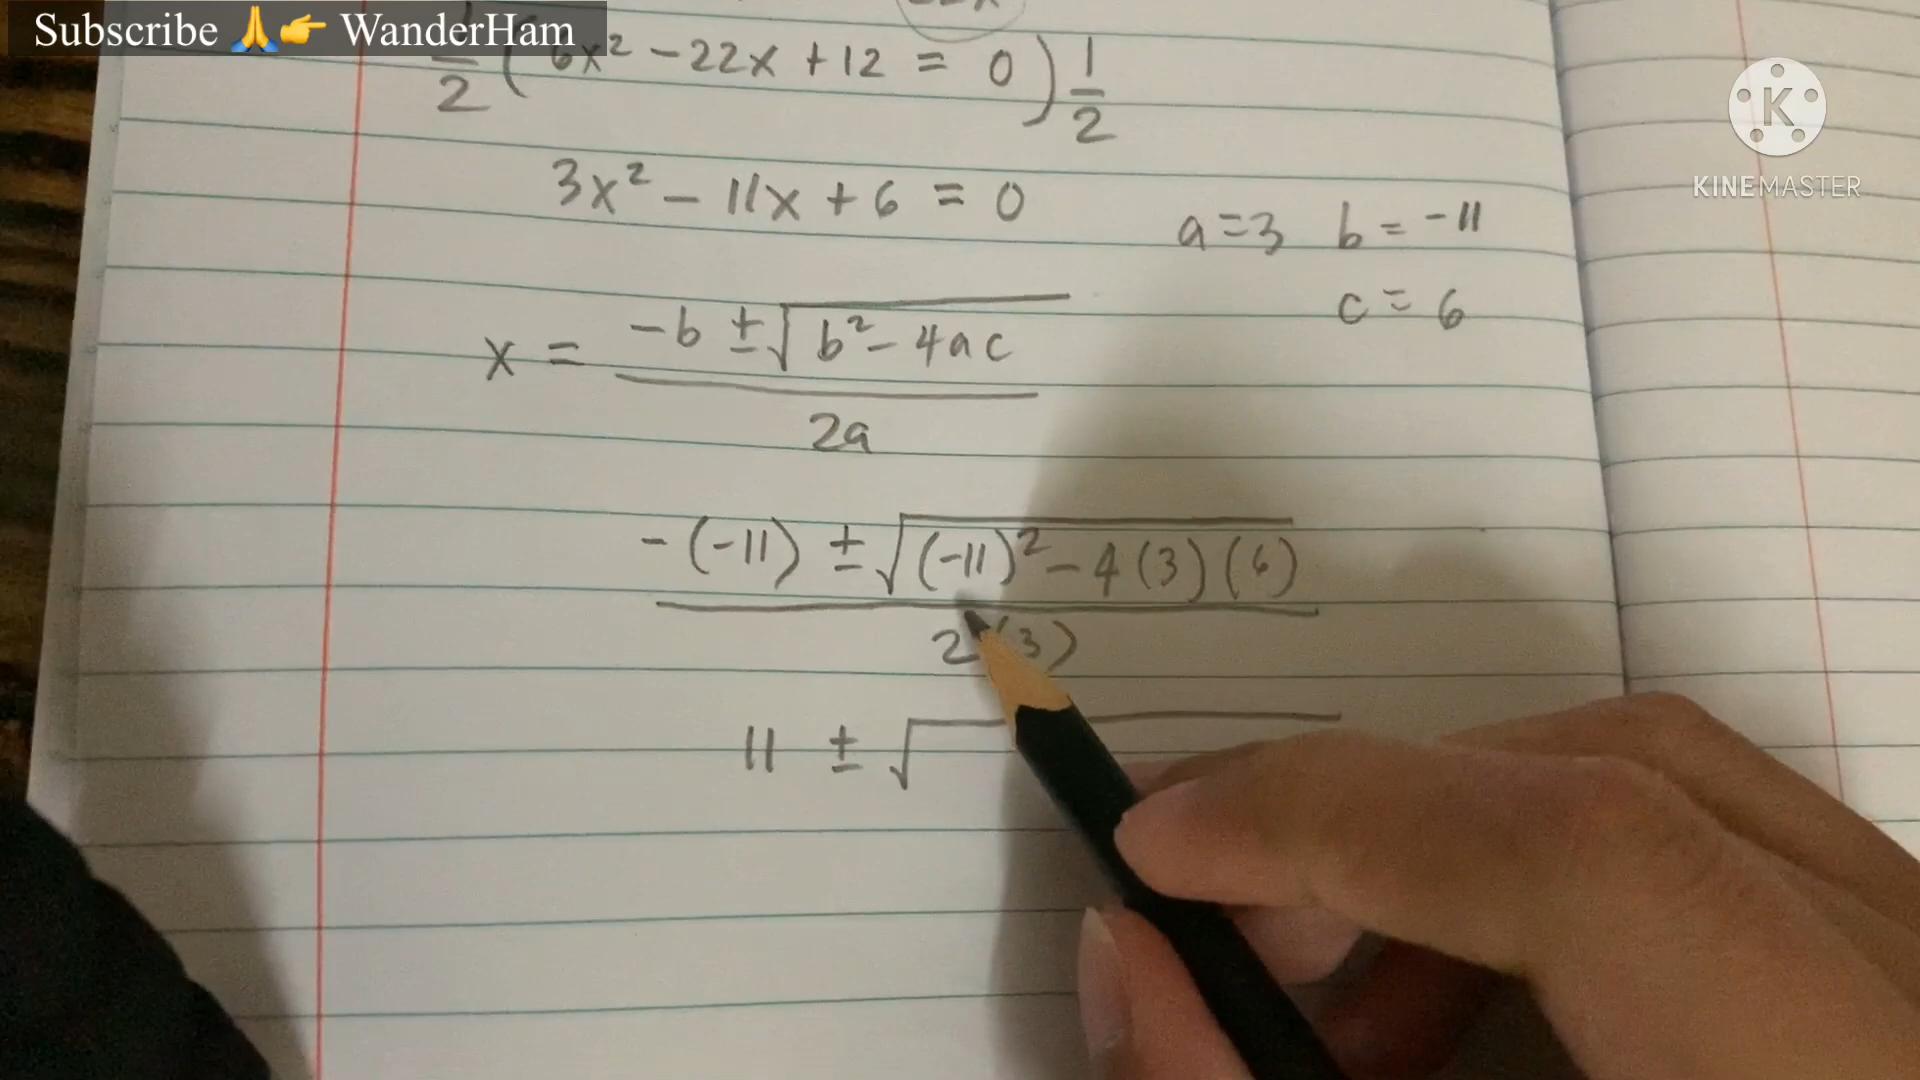 Subscribe 🙏👉 WanderHam
2 ( 6x² - 22x + 12 = 0 ) 1/2
KINEMASTER
3x² - 11x + 6 = 0
a = 3 b = -11
c = 6
x = -b ± √b² - 4ac
2a
-(-11) ± √(-11)² - 4(3)(6)
2(3)
11 ± √